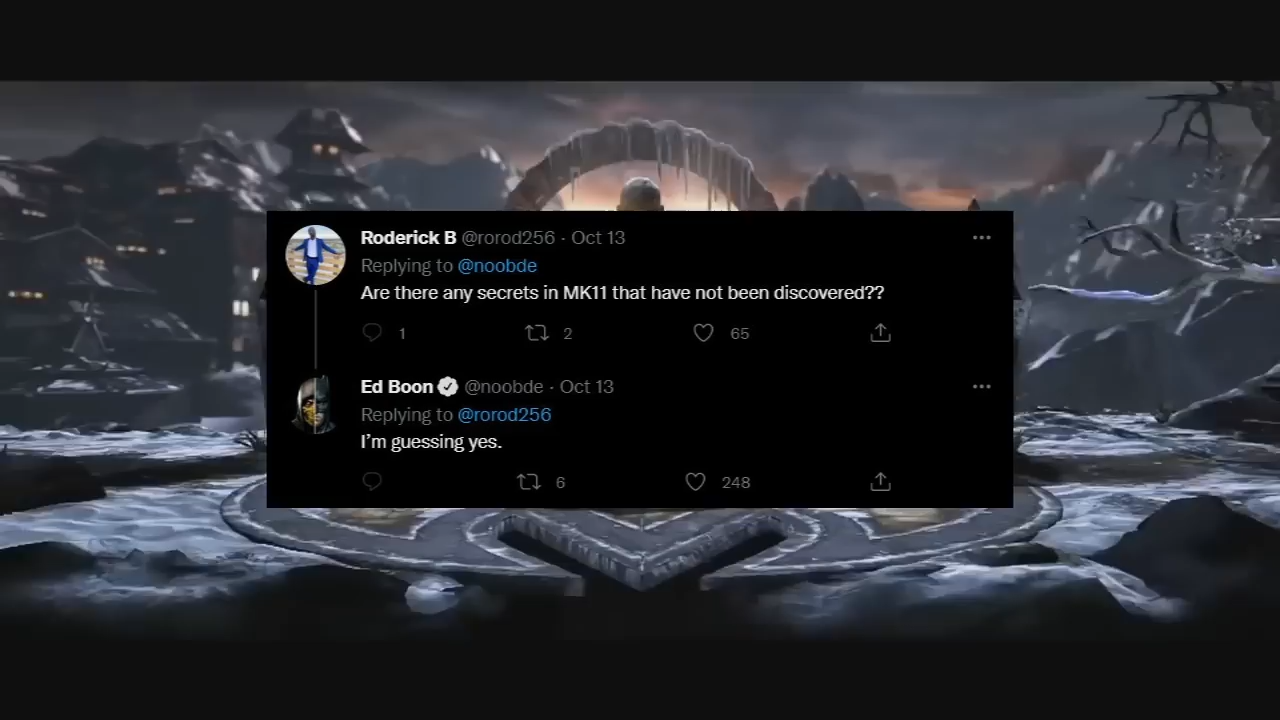 Roderick B @rorod256 · Oct 13
Replying to @noobde
Are there any secrets in MK11 that have not been discovered??
1 2 65
Ed Boon @noobde · Oct 13
Replying to @rorod256
I’m guessing yes.
6 248